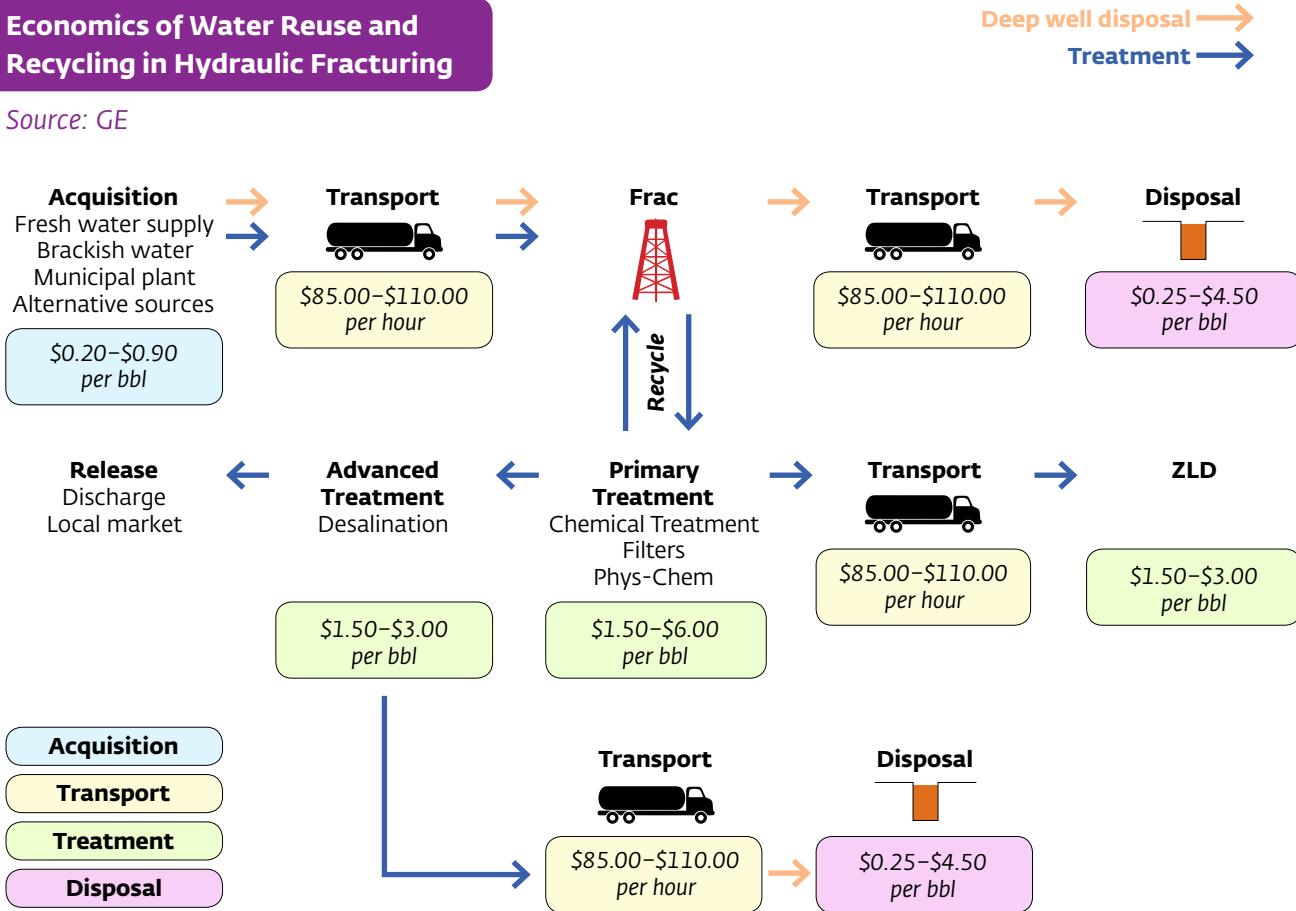 Economics of Water Reuse and
Recycling in Hydraulic Fracturing
Source: GE
Deep well disposal
Treatment
Acquisition
Fresh water supply
Brackish water
Municipal plant
Alternative sources
$0.20–$0.90
per bbl
Transport
$85.00–$110.00
per hour
Frac
Transport
$85.00–$110.00
per hour
Disposal
$0.25–$4.50
per bbl
Recycle
Release
Discharge
Local market
Advanced
Treatment
Desalination
$1.50–$3.00
per bbl
Primary
Treatment
Chemical Treatment
Filters
Phys-Chem
$1.50–$6.00
per bbl
Transport
$85.00–$110.00
per hour
ZLD
$1.50–$3.00
per bbl
Acquisition
Transport
Treatment
Disposal
Transport
$85.00–$110.00
per hour
Disposal
$0.25–$4.50
per bbl